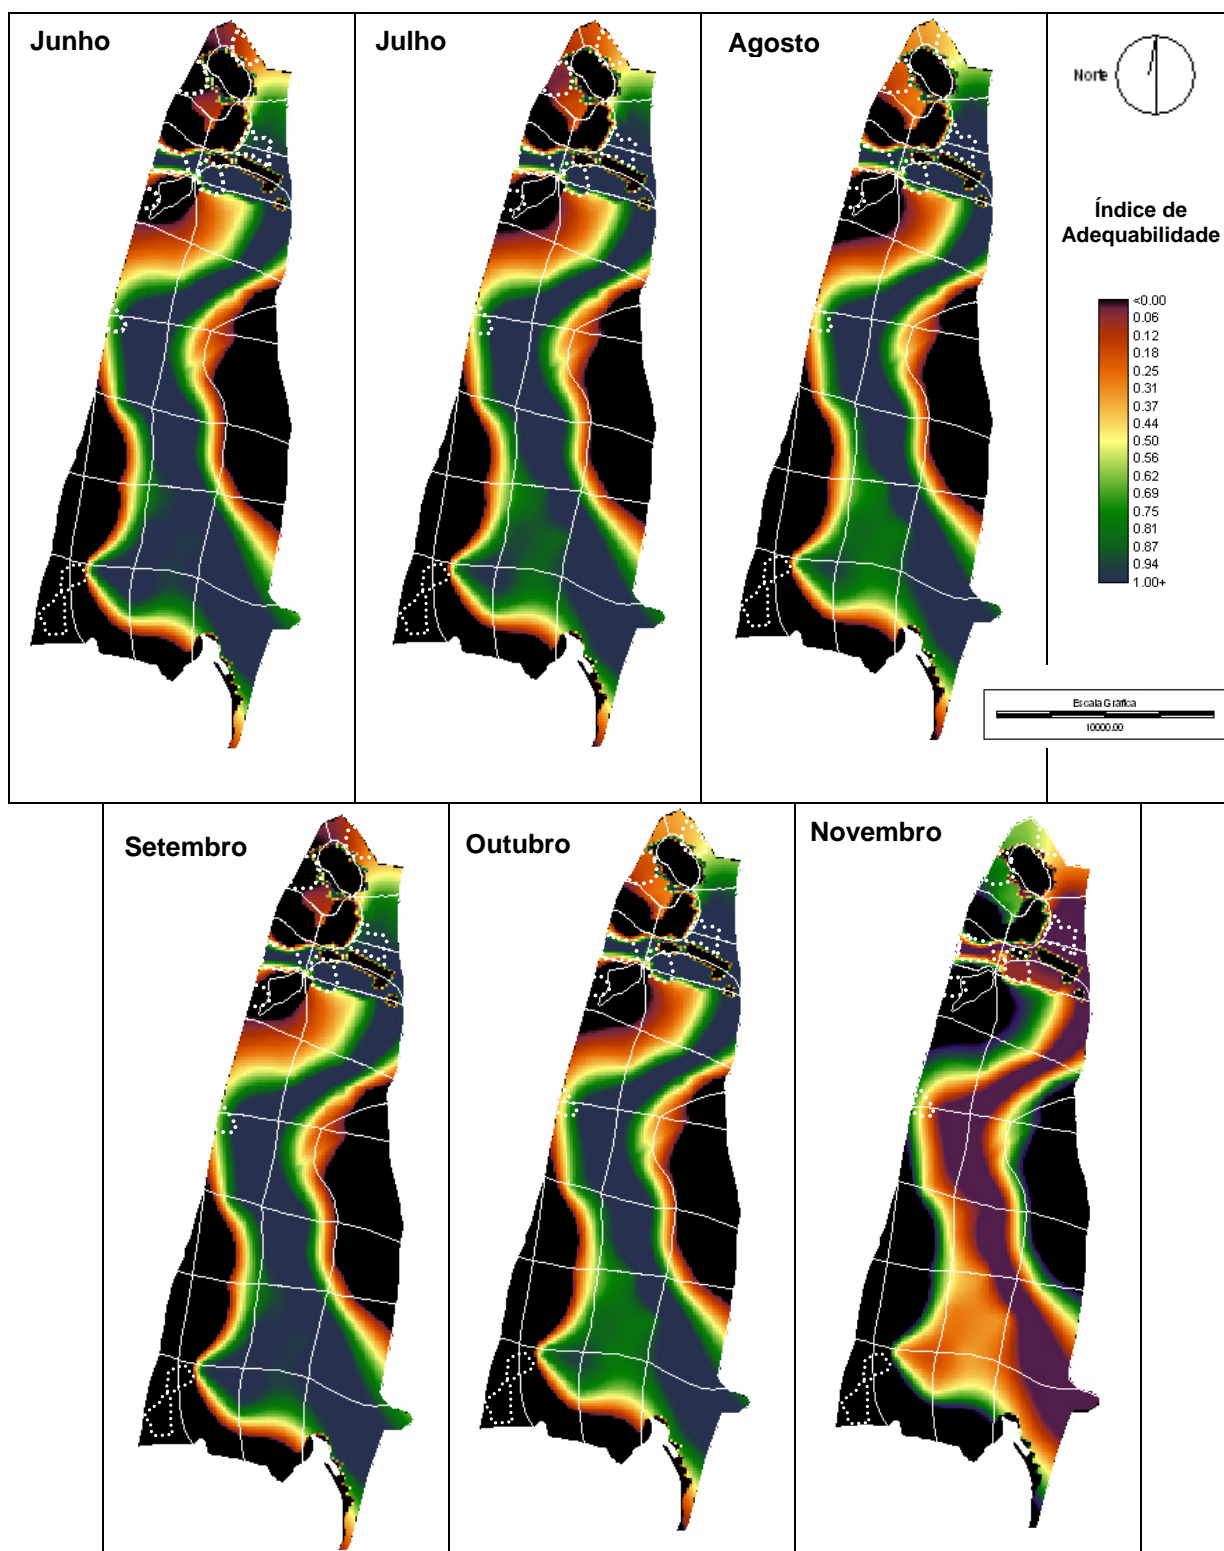 Junho
Julho
Agosto
Norte
Índice de
Adequabilidade
<0.00
0.06
0.12
0.18
0.25
0.31
0.37
0.44
0.50
0.56
0.62
0.69
0.75
0.81
0.87
0.94
1.00+
Escala Gráfica
10000.00
Setembro
Outubro
Novembro